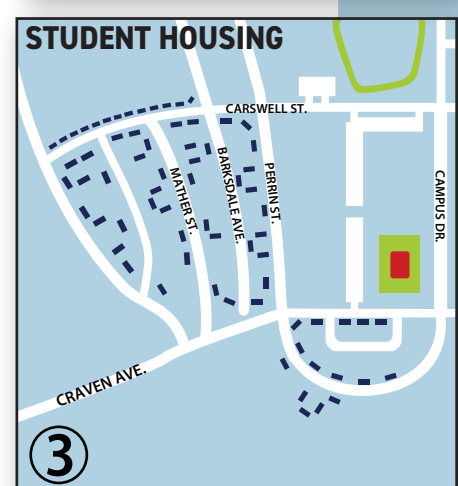 STUDENT HOUSING
CARSWELL ST.
MATHER ST.
BARKSDALE AVE.
PERRIN ST.
CAMPUS DR.
CRAVEN AVE.
3